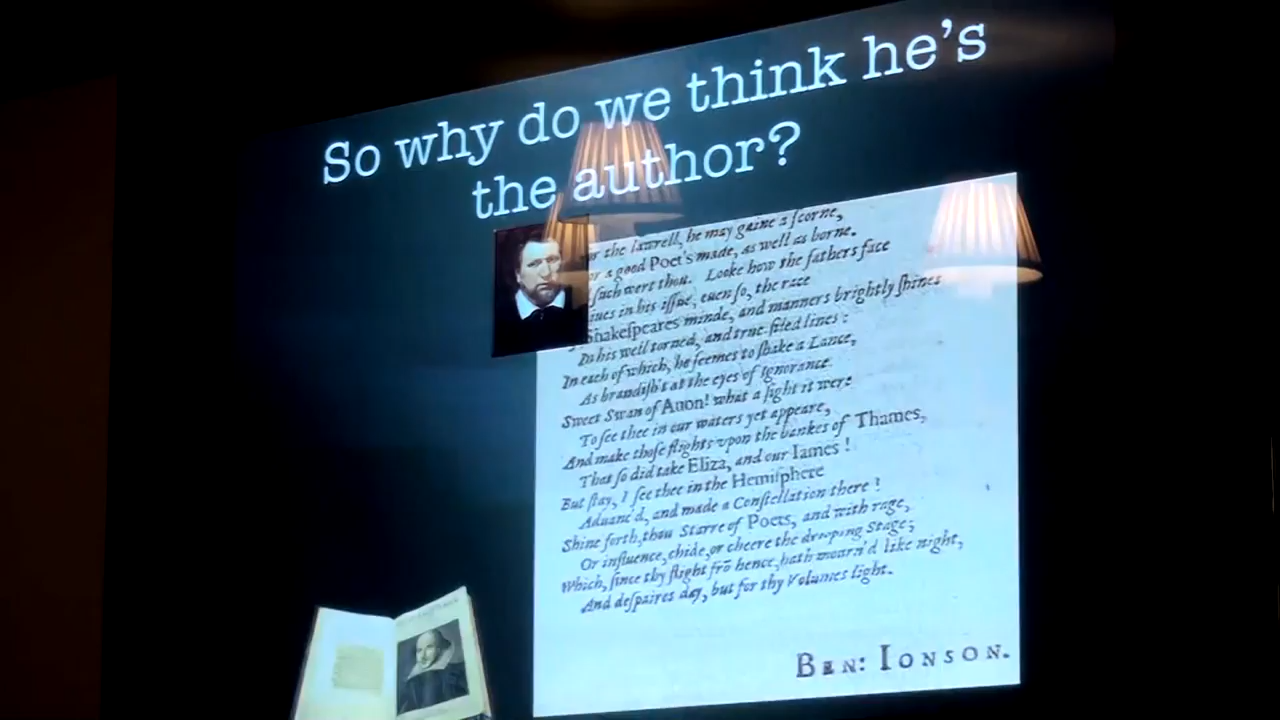 So why do we think he's
the author?
the lawrell, he may gaine a ſcorne,
a good Poet's made, as well as borne.
ſuch wert thou. Looke how the fathers face
in his iſſue, euen ſo, the race
Shakeſpeares minde, and manners brightly ſhines
In his well torned, and true-filed lines:
In each of which, he ſeemes to ſhake a Lance,
As brandiſh't at the eyes of Ignorance.
Sweet Swan of Auon! what a ſight it were
To ſee thee in our waters yet appeare,
And make thoſe flights vpon the bankes of Thames,
That ſo did take Eliza, and our Iames!
But ſtay, I ſee thee in the Hemiſphere
Aduanc'd, and made a Conſtellation there!
Shine forth, thou Starre of Poets, and with rage,
Or influence, chide, or cheere the drooping Stage;
Which, ſince thy flight frõ hence, hath mourn'd like night,
And deſpaires day, but for thy Volumes light.
BEN: IONSON.